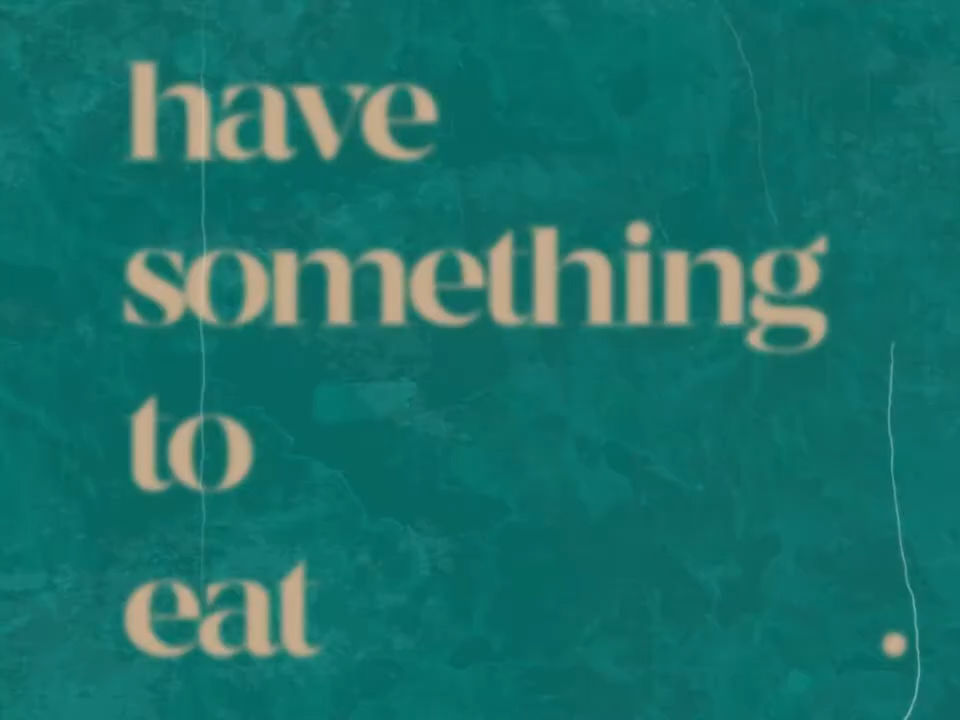 have
something
to
eat .